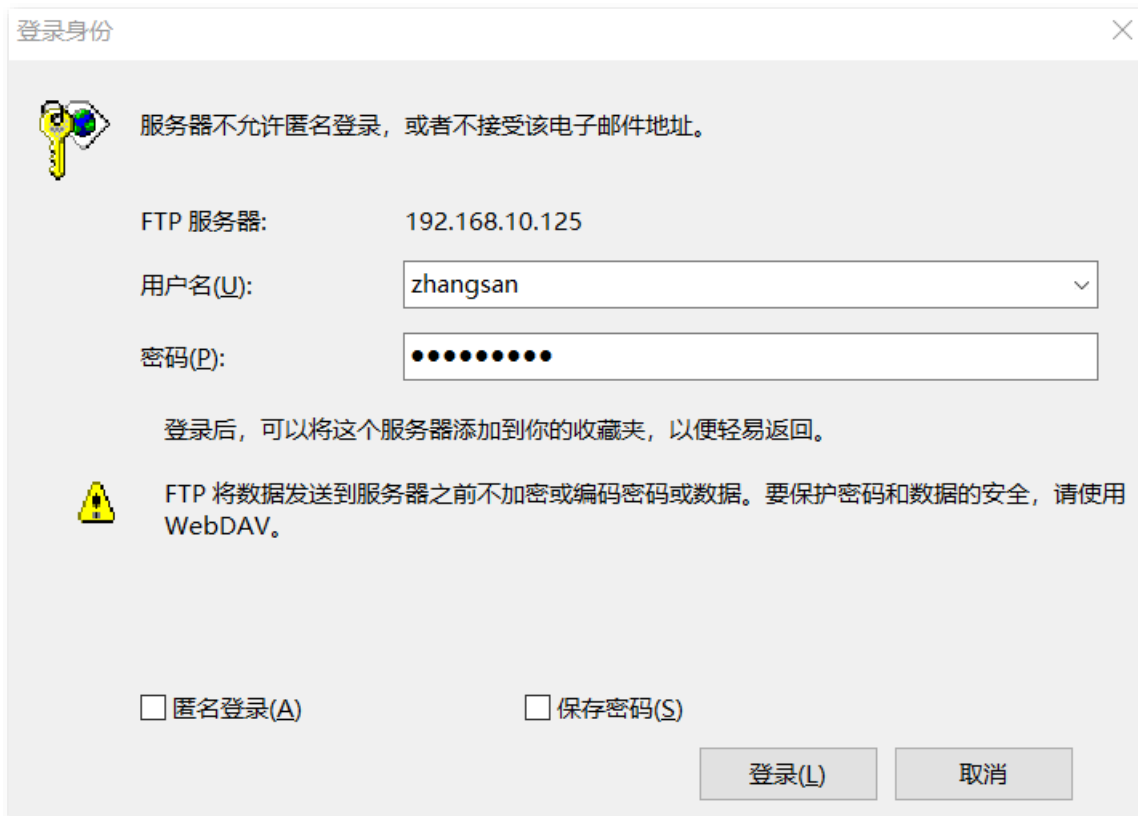 登录身份
服务器不允许匿名登录，或者不接受该电子邮件地址。
FTP 服务器: 192.168.10.125
用户名(U): zhangsan
密码(P): ●●●●●●●●●
登录后，可以将这个服务器添加到你的收藏夹，以便轻易返回。
FTP 将数据发送到服务器之前不加密或编码密码或数据。要保护密码和数据的安全，请使用
WebDAV。
匿名登录(A) 保存密码(S)
登录(L) 取消